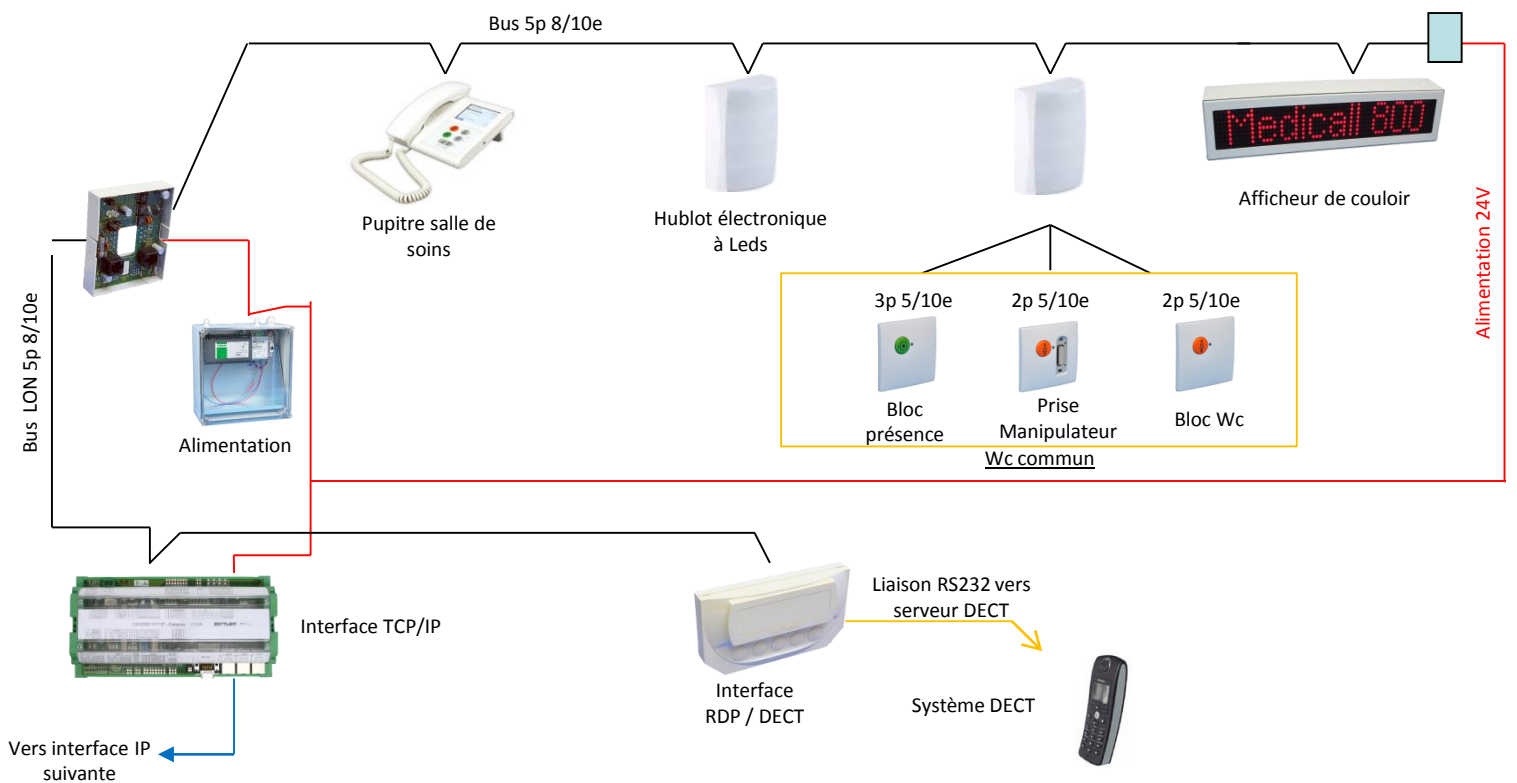 Bus 5p 8/10e
Medicall 800
Pupitre salle de
soins
Hublot électronique
à Leds
Afficheur de couloir
Alimentation 24V
Bus LON 5p 8/10e
Alimentation
3p 5/10e
2p 5/10e
2p 5/10e
Bloc
présence
Prise
Manipulateur
Bloc Wc
Wc commun
Interface TCP/IP
Liaison RS232 vers
serveur DECT
Interface
RDP / DECT
Système DECT
Vers interface IP
suivante